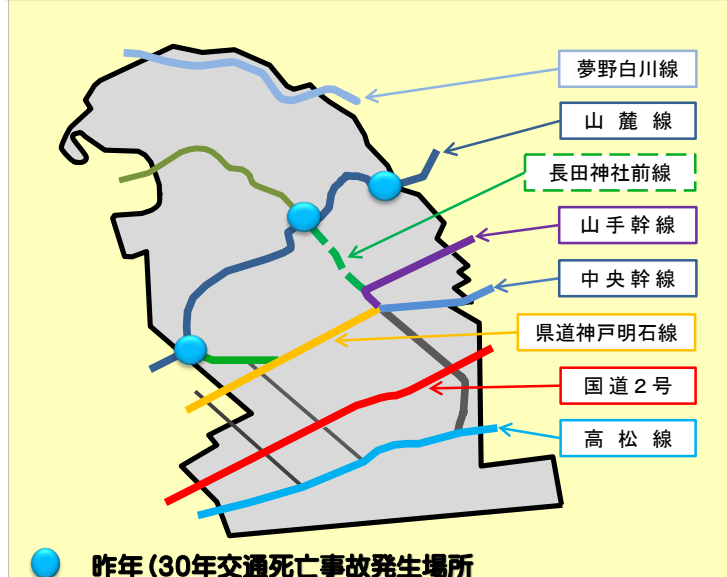 夢野白川線
山麓線
長田神社前線
山手幹線
中央幹線
県道神戸明石線
国道２号
高松線
昨年(30年交通死亡事故発生場所